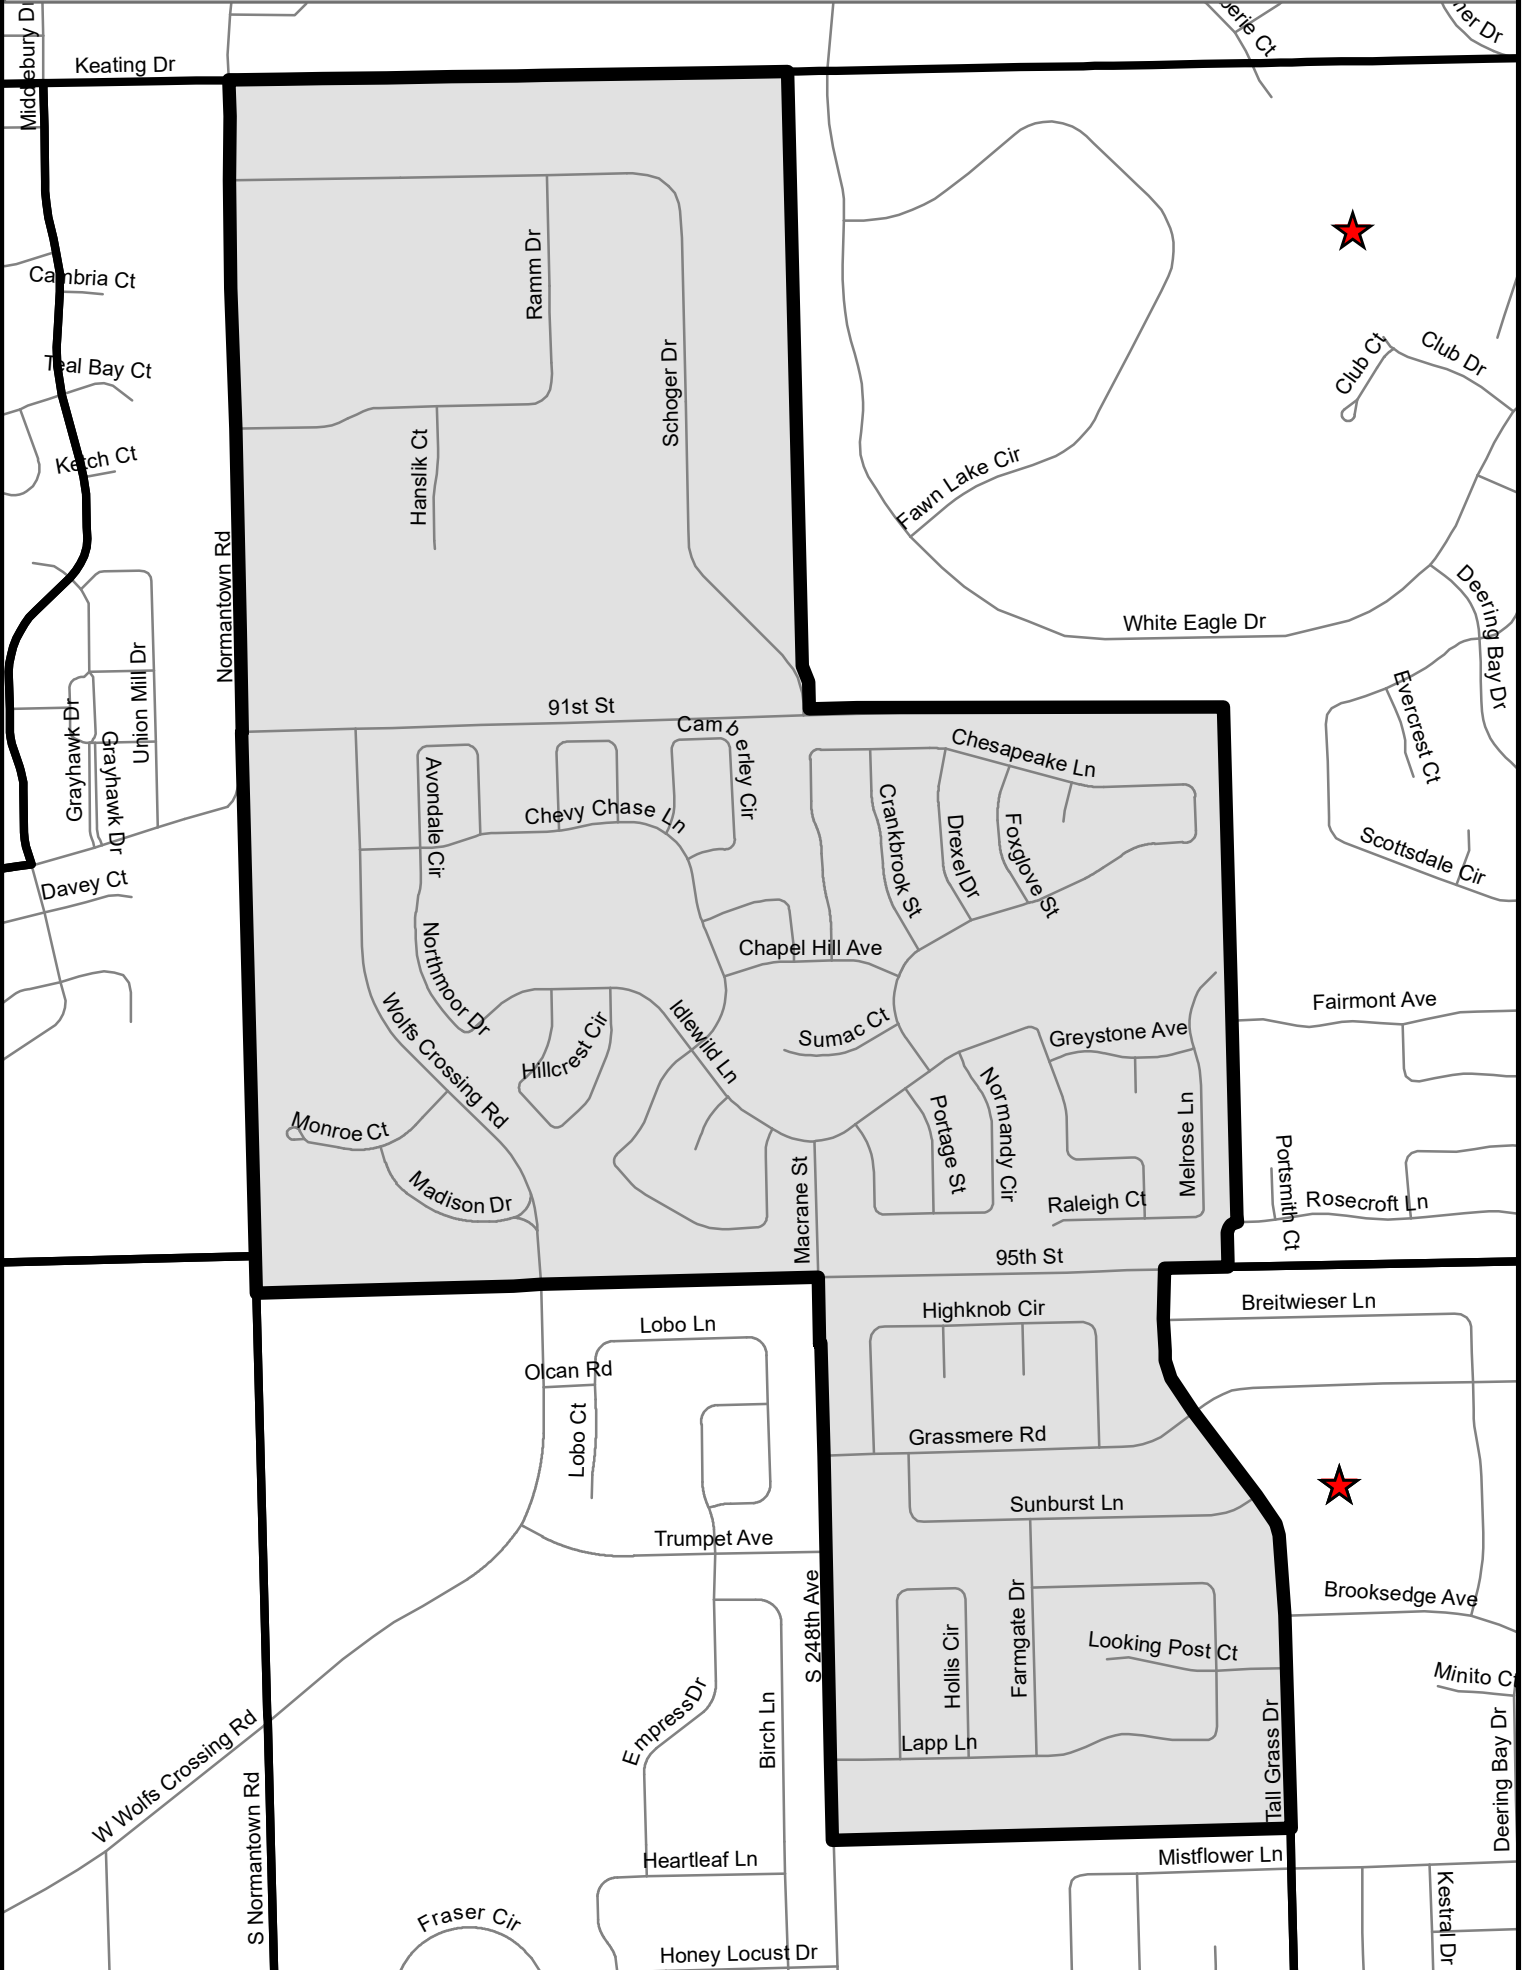 Keating Dr
Middlebury Dr
Cambria Ct
Teal Bay Ct
Ketch Ct
Normantown Rd
Ramm Dr
Schoger Dr
Hanslik Ct
Fawn Lake Cir
Club Ct
Club Dr
White Eagle Dr
Deering Bay Dr
Evercrest Ct
Scottsdale Cir
Union Mill Dr
Grayhawk Dr
Grayhawk Dr
Davey Ct
91st St
Camberley Cir
Avondale Cir
Chevy Chase Ln
Chesapeake Ln
Crankbrook St
Drexel Dr
Foxglove St
Northmoor Dr
Chapel Hill Ave
Wolfs Crossing Rd
Hillcrest Cir
Idlewild Ln
Sumac Ct
Greystone Ave
Fairmont Ave
Monroe Ct
Madison Dr
Portage St
Normandy Cir
Melrose Ln
Raleigh Ct
Macrane St
Portsmith Ct
Rosecroft Ln
95th St
Highknob Cir
Breitwieser Ln
Lobo Ln
Olcan Rd
Lobo Ct
Grassmere Rd
Sunburst Ln
Trumpet Ave
S 248th Ave
Farmgate Dr
Hollis Cir
Looking Post Ct
Brooksedge Ave
Minito Ct
Empress Dr
Birch Ln
Lapp Ln
Tall Grass Dr
Deering Bay Dr
W Wolfs Crossing Rd
S Normantown Rd
Heartleaf Ln
Mistflower Ln
Kestral Dr
Fraser Cir
Honey Locust Dr